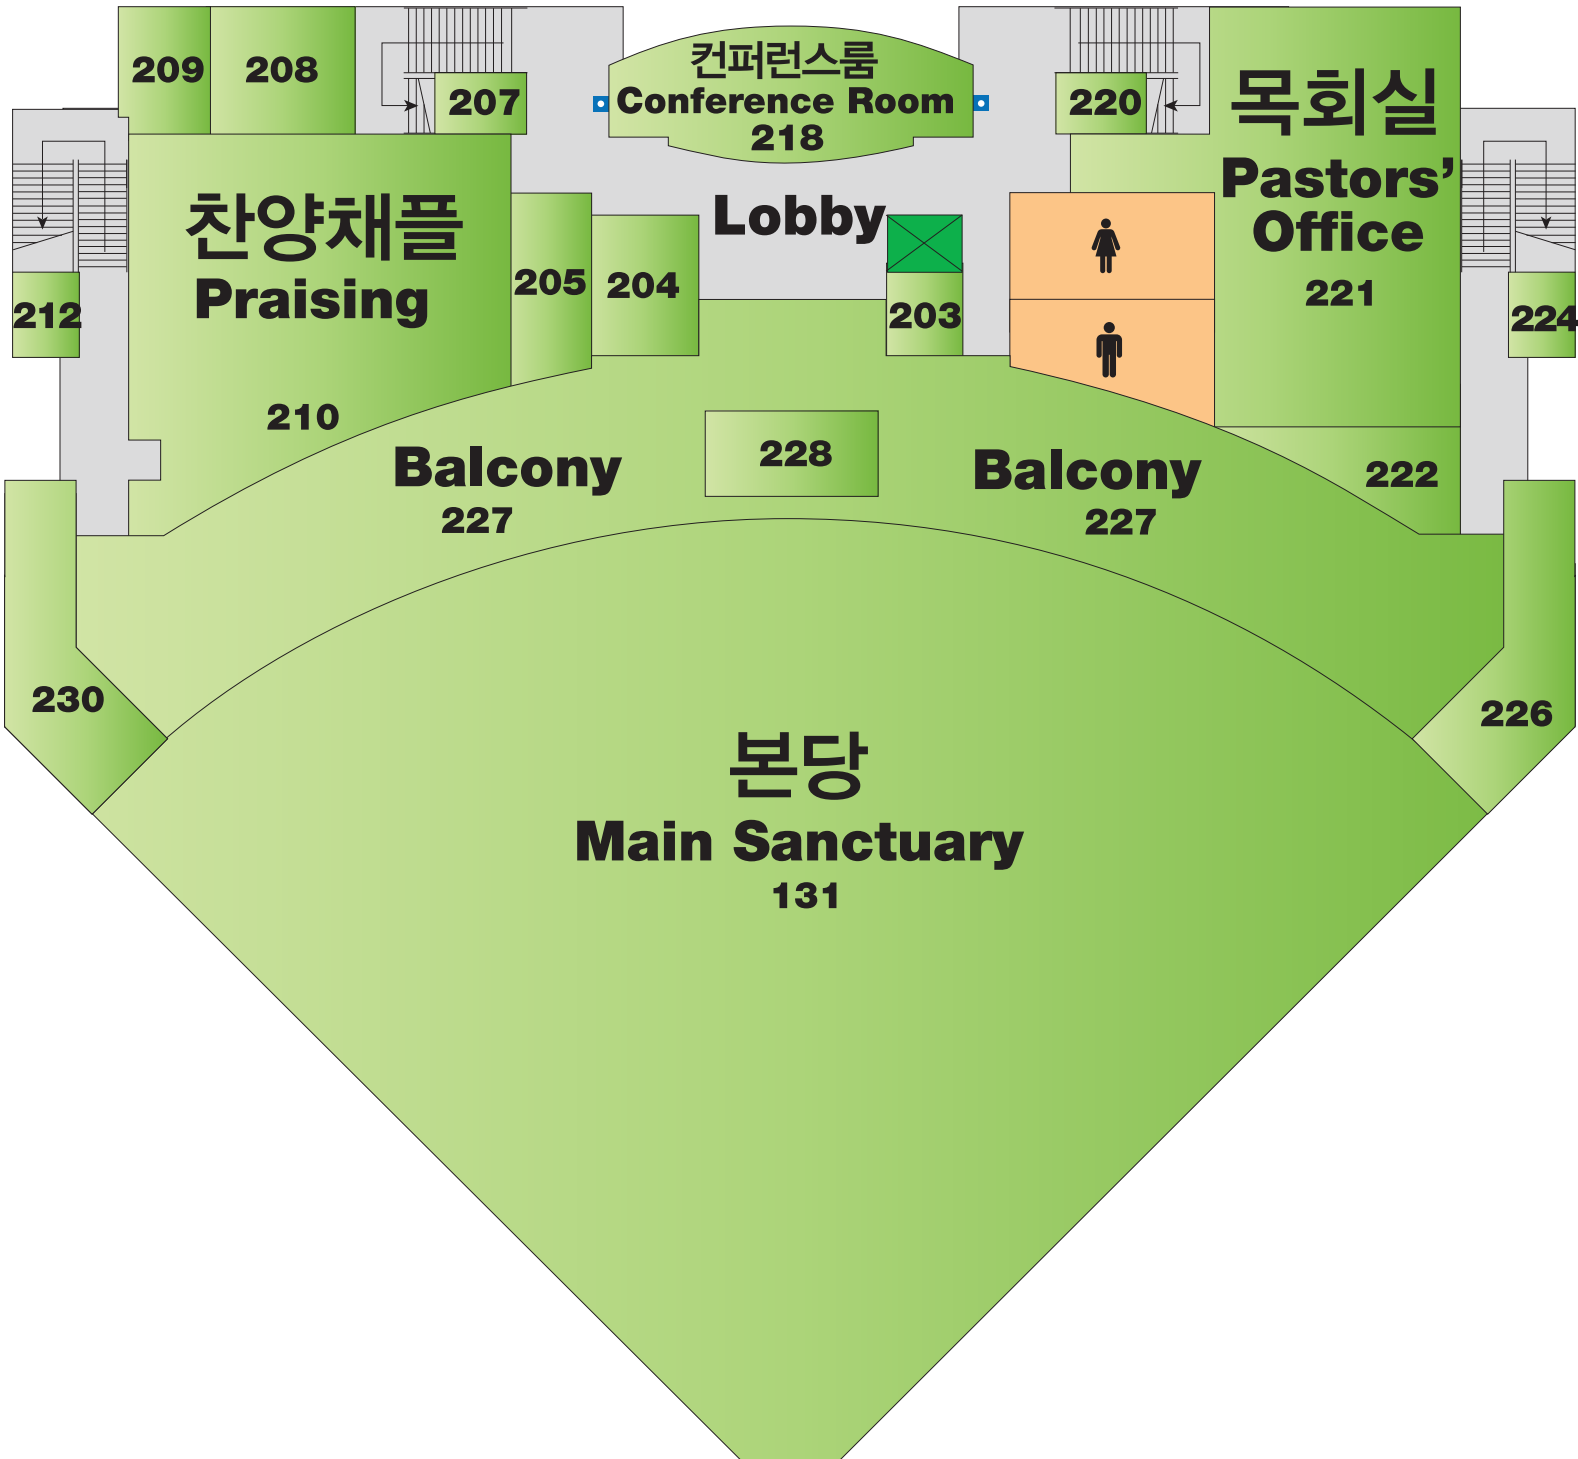 209
208
207
컨퍼런스룸
Conference Room
218
220
목회실
Pastors’
Office
221
찬양채플
Praising
210
212
205
204
Lobby
203
224
222
Balcony
227
228
Balcony
227
230
226
본당
Main Sanctuary
131